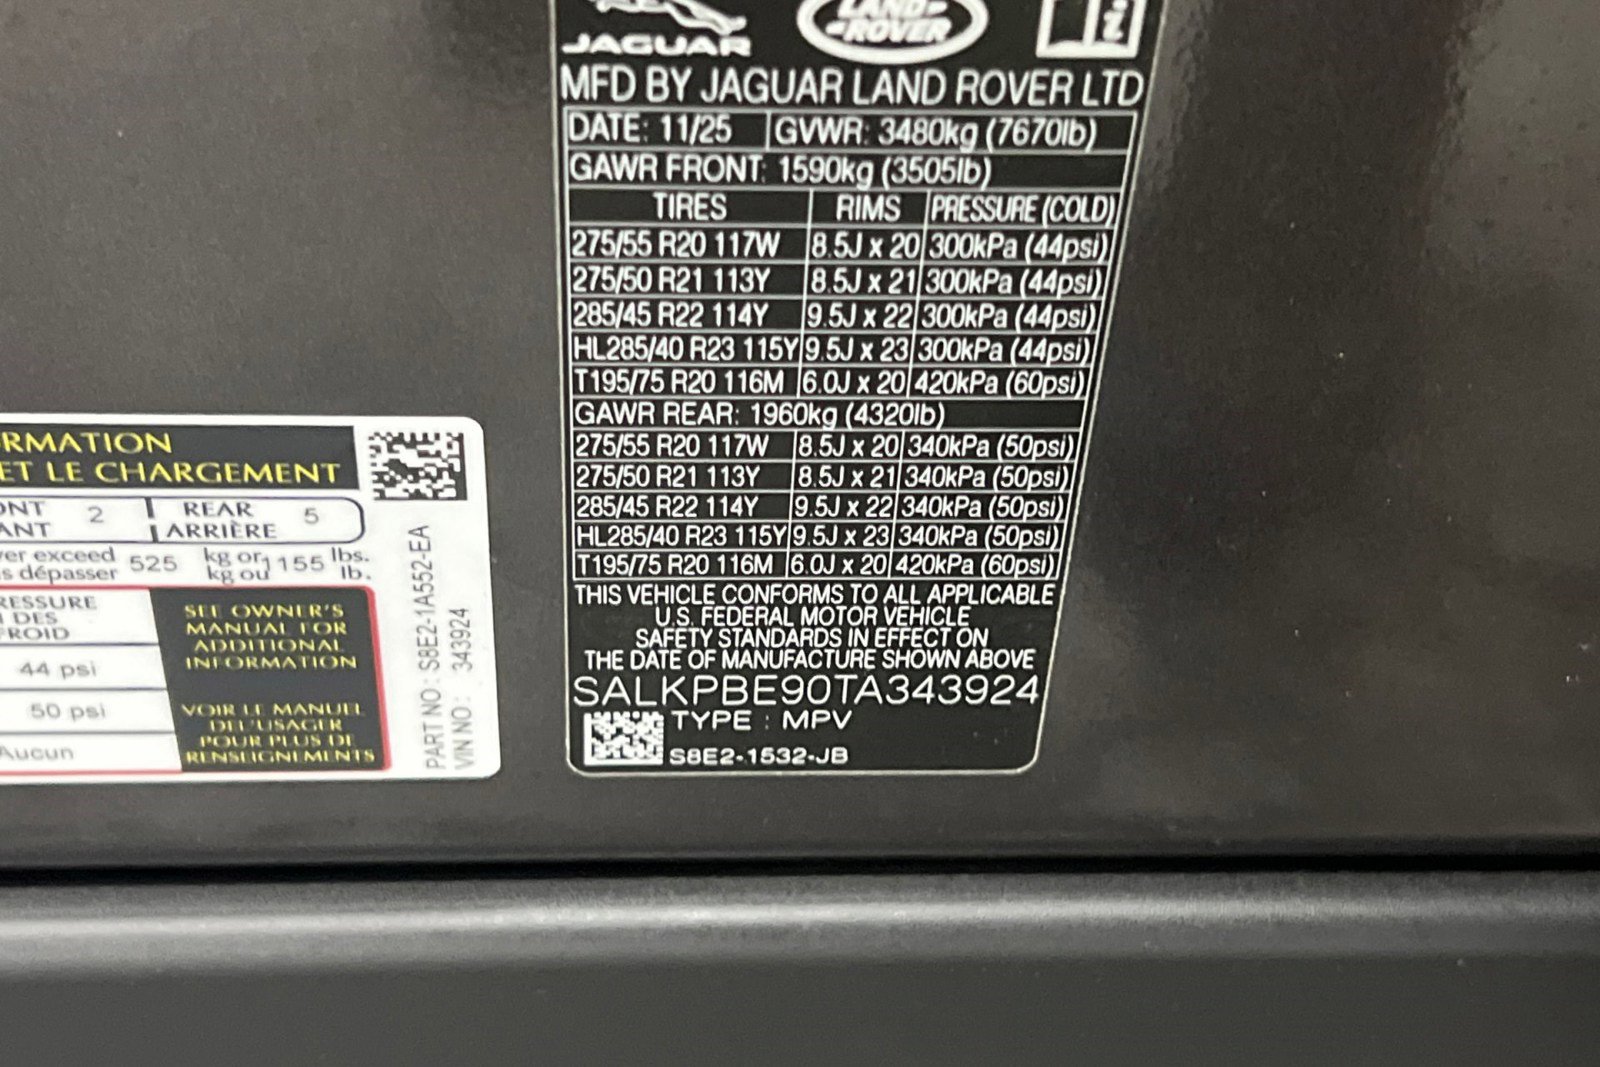 JAGUAR
LAND-
-ROVER
MFD BY JAGUAR LAND ROVER LTD
DATE: 11/25 GVWR: 3480kg (7670lb)
GAWR FRONT: 1590kg (3505lb)
TIRES RIMS PRESSURE (COLD)
275/55 R20 117W 8.5J x 20 300kPa (44psi)
275/50 R21 113Y 8.5J x 21 300kPa (44psi)
285/45 R22 114Y 9.5J x 22 300kPa (44psi)
HL285/40 R23 115Y 9.5J x 23 300kPa (44psi)
T195/75 R20 116M 6.0J x 20 420kPa (60psi)
GAWR REAR: 1960kg (4320lb)
275/55 R20 117W 8.5J x 20 340kPa (50psi)
275/50 R21 113Y 8.5J x 21 340kPa (50psi)
285/45 R22 114Y 9.5J x 22 340kPa (50psi)
HL285/40 R23 115Y 9.5J x 23 340kPa (50psi)
T195/75 R20 116M 6.0J x 20 420kPa (60psi)
THIS VEHICLE CONFORMS TO ALL APPLICABLE
U.S. FEDERAL MOTOR VEHICLE
SAFETY STANDARDS IN EFFECT ON
THE DATE OF MANUFACTURE SHOWN ABOVE
SALKPBE90TA343924
TYPE : MPV
S8E2-1532-JB
RMATION
ET LE CHARGEMENT
ONT 2 REAR 5
ANT ARRIÈRE
ver exceed 525 kg or 1155 lbs.
s dépasser kg ou lb.
RESSURE
DES
FROID
44 psi
50 psi
Aucun
SEE OWNER'S
MANUAL FOR
ADDITIONAL
INFORMATION
VOIR LE MANUEL
DE L'USAGER
POUR PLUS DE
RENSEIGNEMENTS
PART NO : S8E2-1A552-EA
VIN NO : 343924